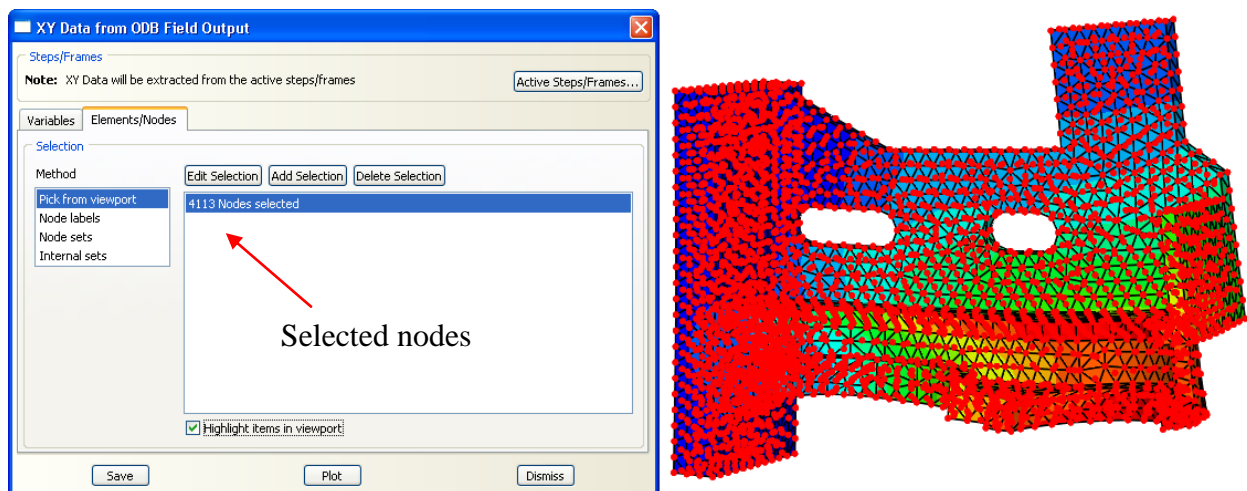 XY Data from ODB Field Output
Steps/Frames
Note: XY Data will be extracted from the active steps/frames
Active Steps/Frames...
Variables
Elements/Nodes
Selection
Method
Edit Selection
Add Selection
Delete Selection
Pick from viewport
Node labels
Node sets
Internal sets
4113 Nodes selected
Selected nodes
Highlight items in viewport
Save
Plot
Dismiss